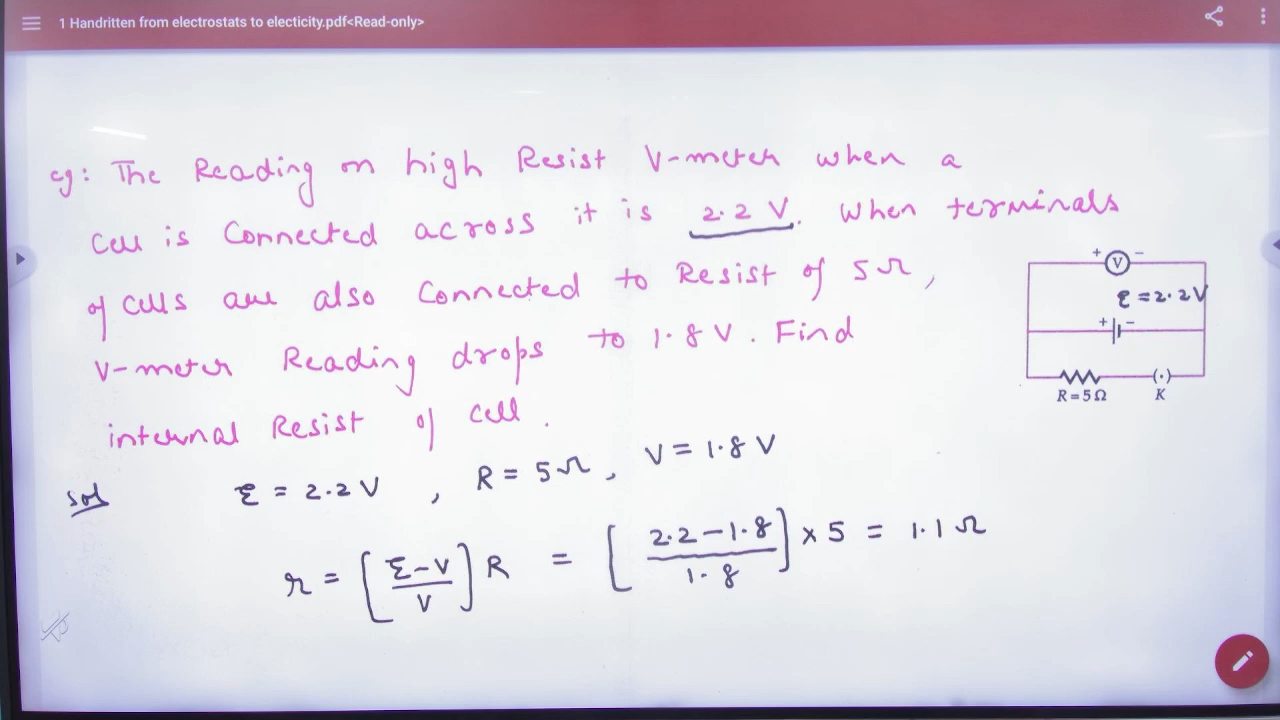 1 Handritten from electrostats to electicity.pdf<Read-only>
eg: The Reading on high Resist V-meter when a
Cell is Connected across it is 2.2 V. When terminals
of Cells are also Connected to Resist of 5Ω,
V-meter Reading drops to 1.8 V. Find
internal Resist of cell.
+ V −
ε = 2.2V
+ −
R = 5Ω K
Sol ε = 2.2 V, R = 5Ω, V = 1.8 V
r = [ε−V/V] R = [2.2−1.8/1.8] × 5 = 1.1 Ω